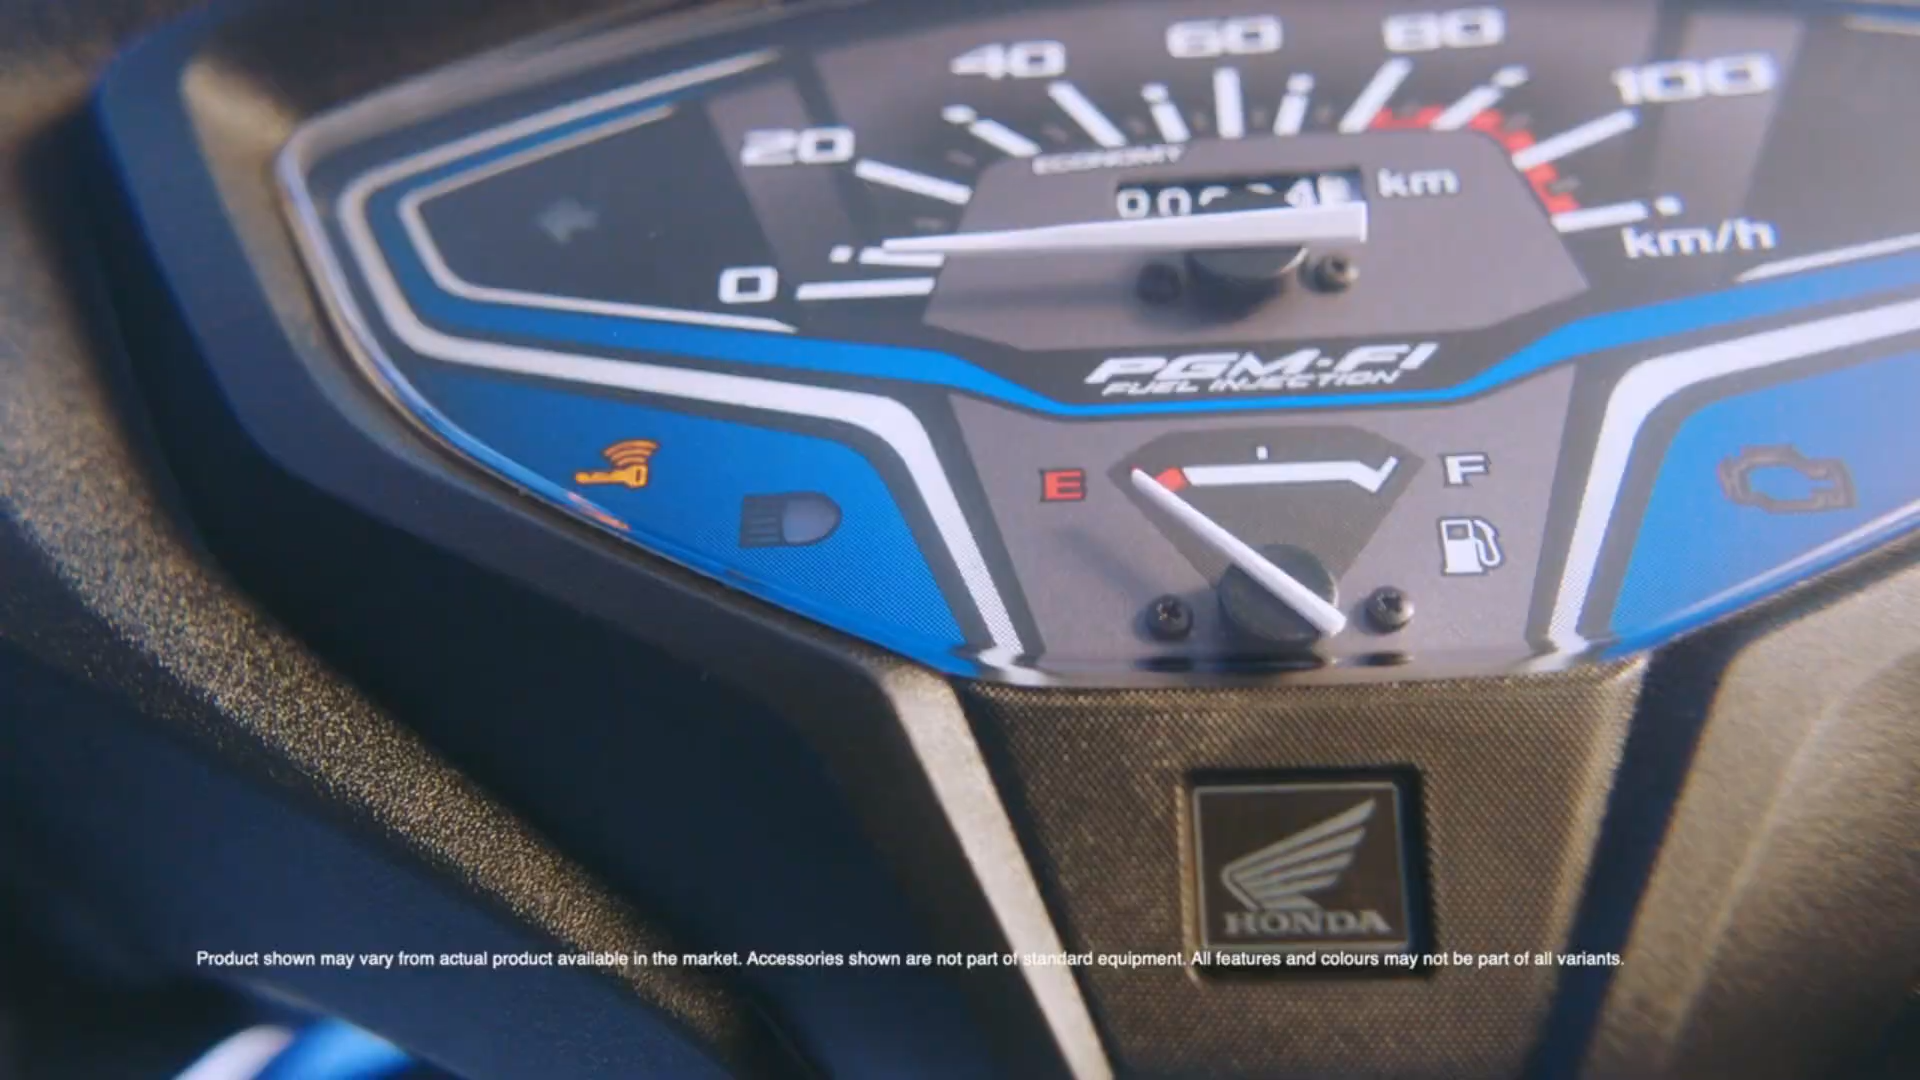 20
40
60
80
100
ECONOMY
km
km/h
0
PGM-FI
FUEL INJECTION
E
F
HONDA
Product shown may vary from actual product available in the market. Accessories shown are not part of standard equipment. All features and colours may not be part of all variants.